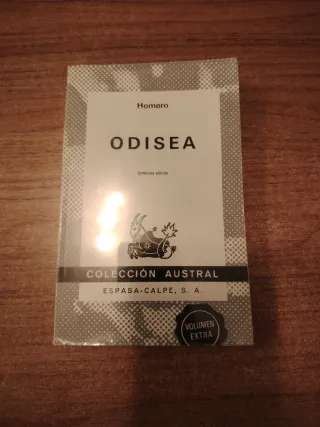 Homero
ODISEA
COLECCIÓN AUSTRAL
ESPASA-CALPE, S. A.
VOLUMEN
EXTRA